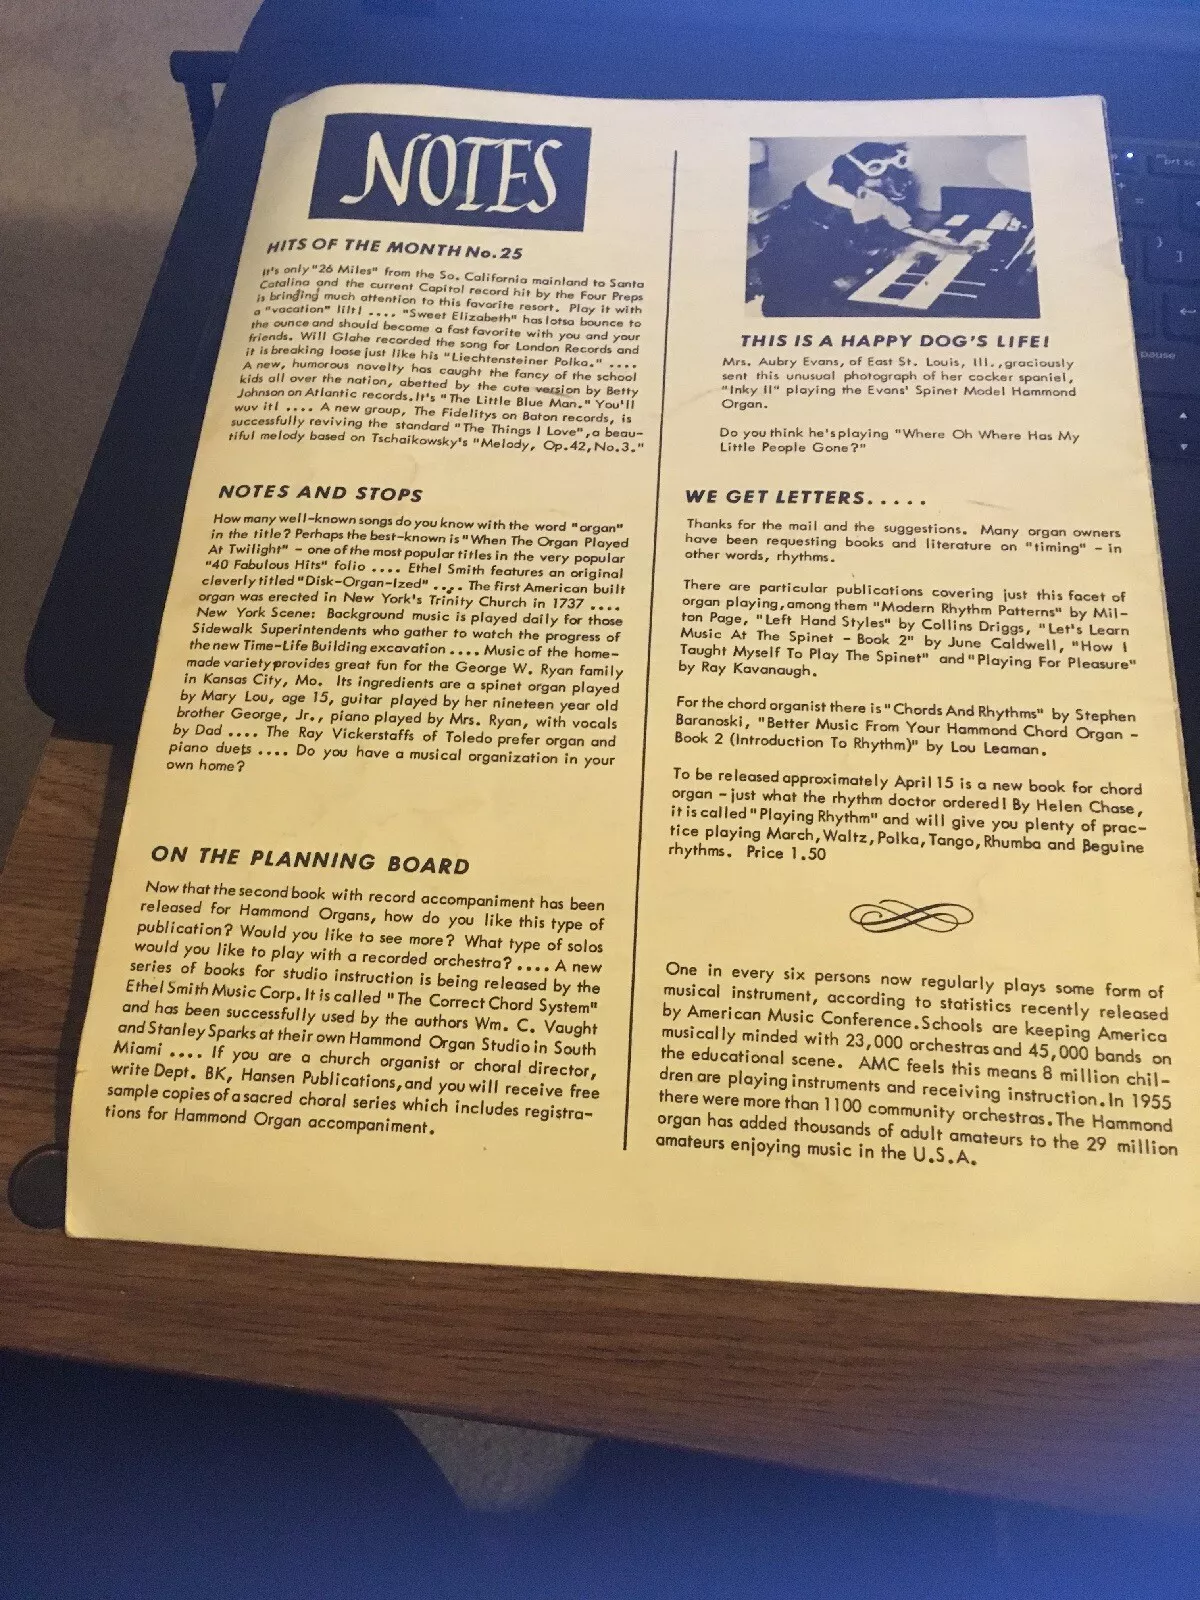 NOTES
HITS OF THE MONTH No.25
It's only "26 Miles" from the So. California mainland to Santa
Catalina and the current Capitol record hit by the Four Preps
is bringing much attention to this favorite resort. Play it with
a "vacation" lilt! .... "Sweet Elizabeth" has lotsa bounce to
the ounce and should become a fast favorite with you and your
friends. Will Glahe recorded the song for London Records and
it is breaking loose just like his "Liechtensteiner Polka." ....
A new, humorous novelty has caught the fancy of the school
kids all over the nation, abetted by the cute version by Betty
Johnson on Atlantic records. It's "The Little Blue Man." You'll
wuv it! .... A new group, The Fidelitys on Baton records, is
successfully reviving the standard "The Things I Love", a beau-
tiful melody based on Tschaikowsky's "Melody, Op.42, No.3."
NOTES AND STOPS
How many well-known songs do you know with the word "organ"
in the title? Perhaps the best-known is "When The Organ Played
At Twilight" - one of the most popular titles in the very popular
"40 Fabulous Hits" folio .... Ethel Smith features an original
cleverly titled "Disk-Organ-Ized" .... The first American built
organ was erected in New York's Trinity Church in 1737 ....
New York Scene: Background music is played daily for those
Sidewalk Superintendents who gather to watch the progress of
the new Time-Life Building excavation .... Music of the home-
made variety provides great fun for the George W. Ryan family
in Kansas City, Mo. Its ingredients are a spinet organ played
by Mary Lou, age 15, guitar played by her nineteen year old
brother George, Jr., piano played by Mrs. Ryan, with vocals
by Dad .... The Ray Vickerstaffs of Toledo prefer organ and
piano duets .... Do you have a musical organization in your
own home?
ON THE PLANNING BOARD
Now that the second book with record accompaniment has been
released for Hammond Organs, how do you like this type of
publication? Would you like to see more? What type of solos
would you like to play with a recorded orchestra? .... A new
series of books for studio instruction is being released by the
Ethel Smith Music Corp. It is called "The Correct Chord System"
and has been successfully used by the authors Wm. C. Vaught
and Stanley Sparks at their own Hammond Organ Studio in South
Miami .... If you are a church organist or choral director,
write Dept. BK, Hansen Publications, and you will receive free
sample copies of a sacred choral series which includes registra-
tions for Hammond Organ accompaniment.
THIS IS A HAPPY DOG'S LIFE!
Mrs. Aubry Evans, of East St. Louis, Ill., graciously
sent this unusual photograph of her cocker spaniel,
"Inky II" playing the Evans' Spinet Model Hammond
Organ.
Do you think he's playing "Where Oh Where Has My
Little People Gone?"
WE GET LETTERS.....
Thanks for the mail and the suggestions. Many organ owners
have been requesting books and literature on "timing" - in
other words, rhythms.
There are particular publications covering just this facet of
organ playing, among them "Modern Rhythm Patterns" by Mil-
ton Page, "Left Hand Styles" by Collins Driggs, "Let's Learn
Music At The Spinet - Book 2" by June Caldwell, "How I
Taught Myself To Play The Spinet" and "Playing For Pleasure"
by Ray Kavanaugh.
For the chord organist there is "Chords And Rhythms" by Stephen
Baranoski, "Better Music From Your Hammond Chord Organ -
Book 2 (Introduction To Rhythm)" by Lou Leaman.
To be released approximately April 15 is a new book for chord
organ - just what the rhythm doctor ordered! By Helen Chase,
it is called "Playing Rhythm" and will give you plenty of prac-
tice playing March, Waltz, Polka, Tango, Rhumba and Beguine
rhythms. Price 1.50
One in every six persons now regularly plays some form of
musical instrument, according to statistics recently released
by American Music Conference. Schools are keeping America
musically minded with 23,000 orchestras and 45,000 bands on
the educational scene. AMC feels this means 8 million chil-
dren are playing instruments and receiving instruction. In 1955
there were more than 1100 community orchestras. The Hammond
organ has added thousands of adult amateurs to the 29 million
amateurs enjoying music in the U.S.A.
prt sc
pause